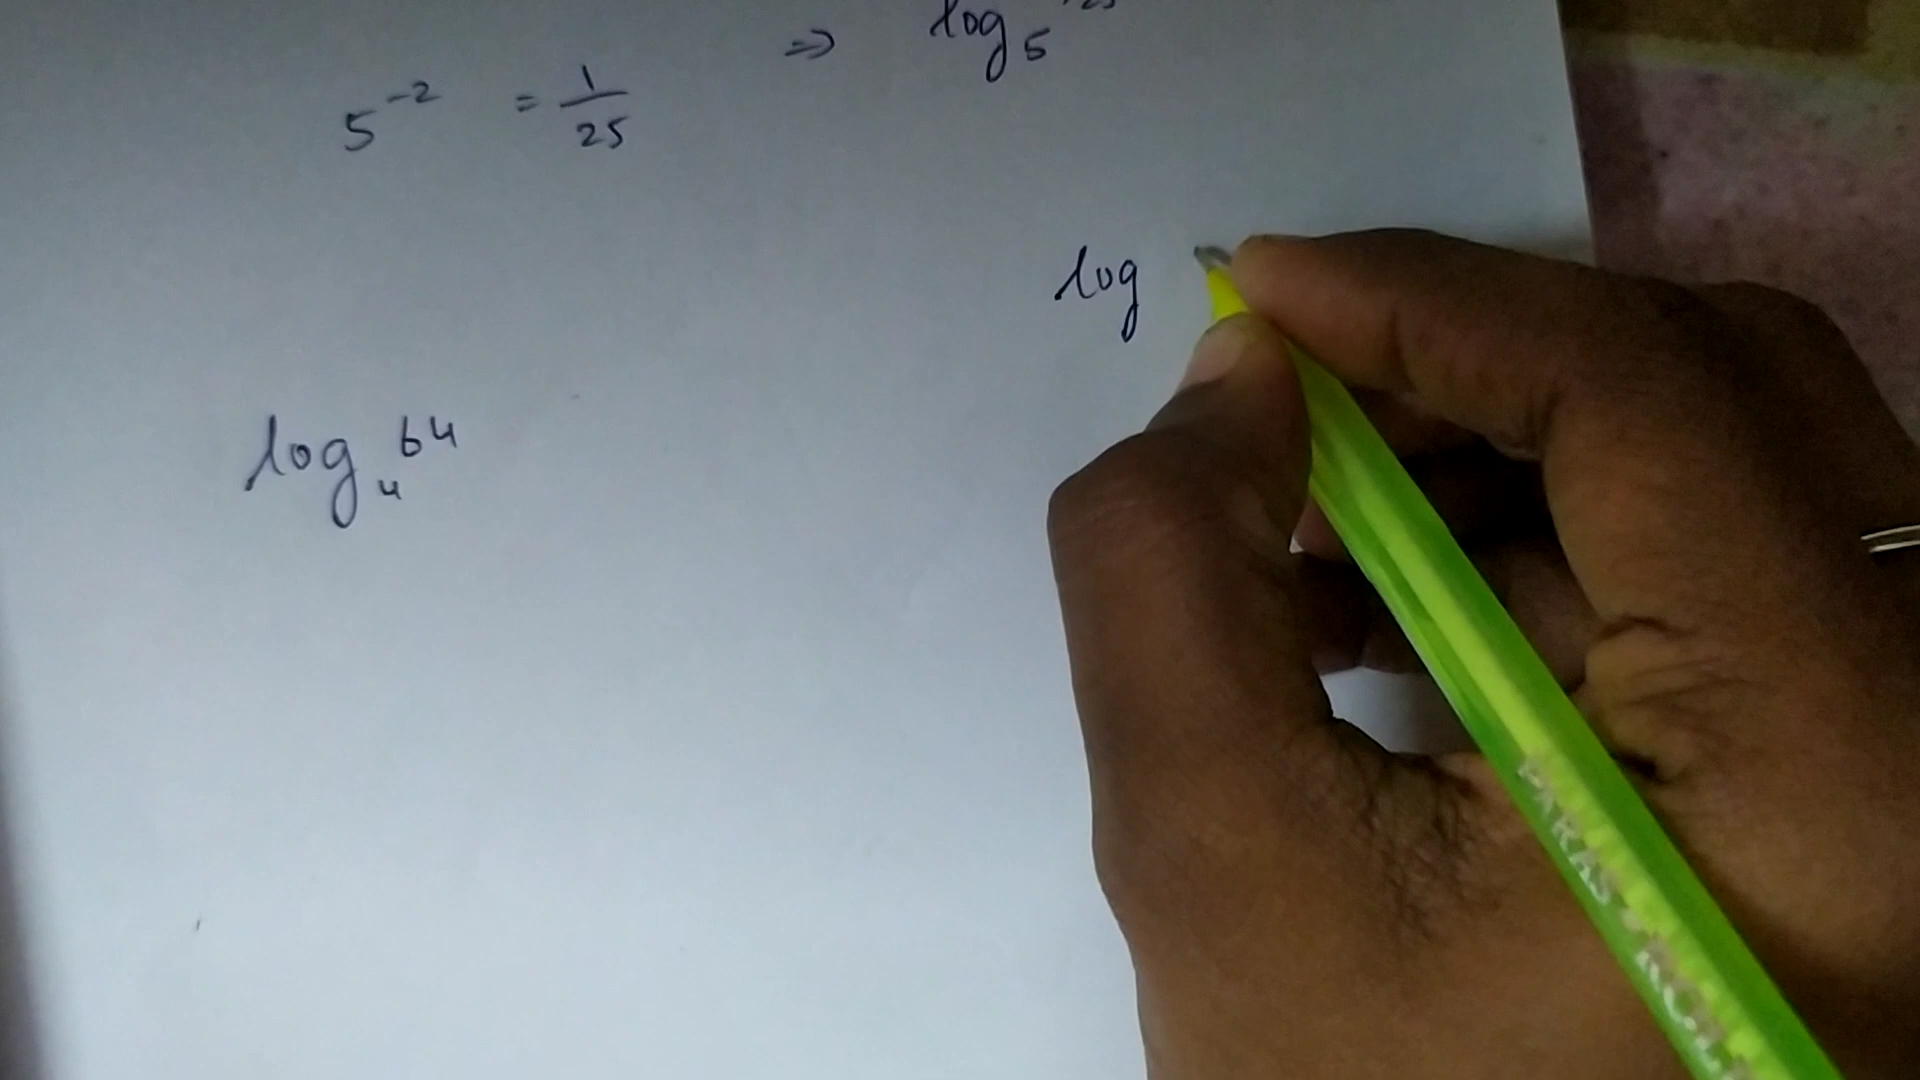 ⇒ log₅
5⁻² = 1/25
log
log₄ 64